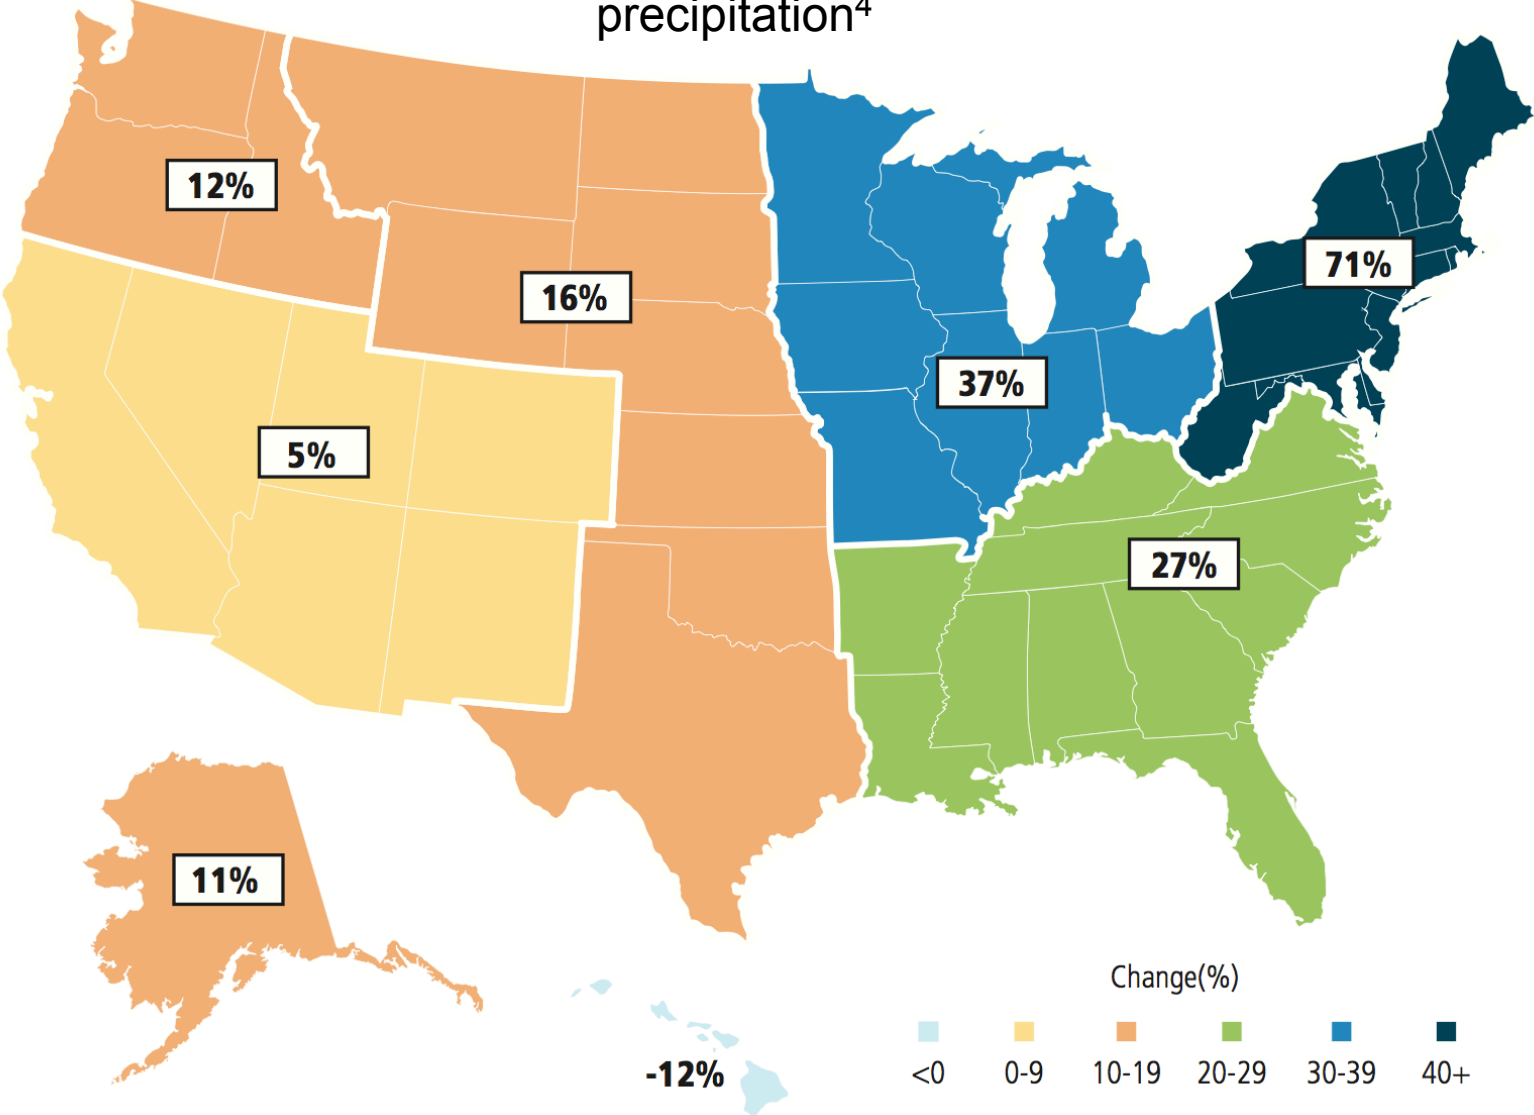 precipitation⁴
12%
16%
71%
37%
5%
27%
11%
-12%
Change(%)
<0 0-9 10-19 20-29 30-39 40+